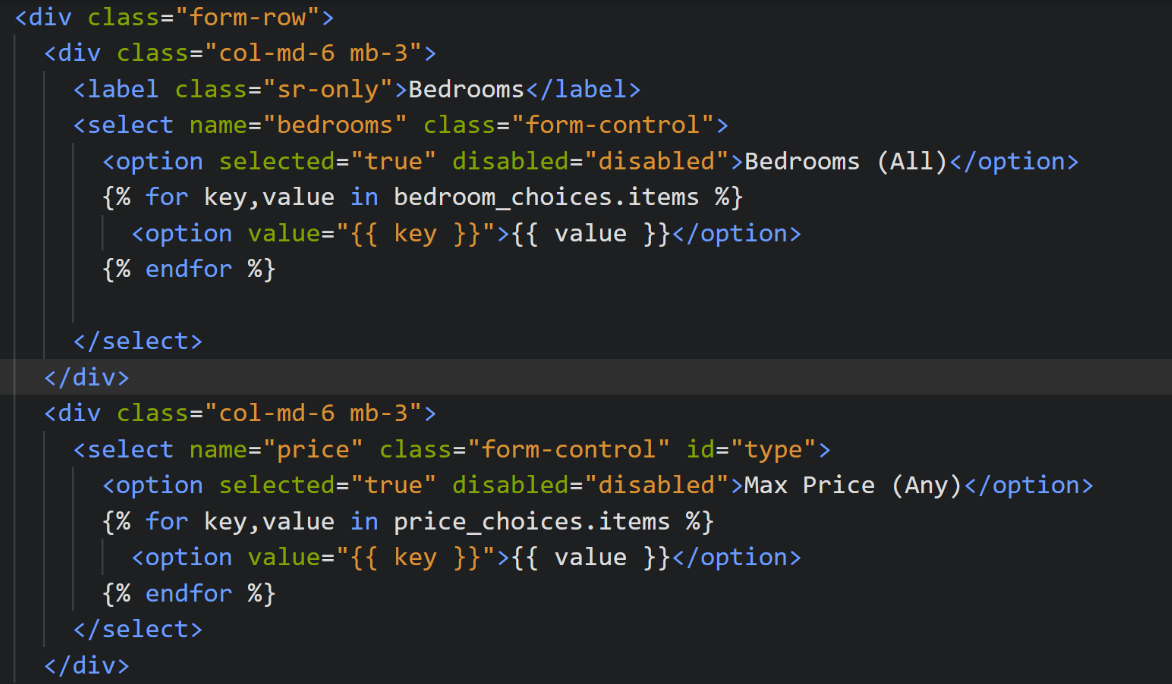 <div class="form-row">
<div class="col-md-6 mb-3">
<label class="sr-only">Bedrooms</label>
<select name="bedrooms" class="form-control">
<option selected="true" disabled="disabled">Bedrooms (All)</option>
{% for key,value in bedroom_choices.items %}
<option value="{{ key }}">{{ value }}</option>
{% endfor %}
</select>
</div>
<div class="col-md-6 mb-3">
<select name="price" class="form-control" id="type">
<option selected="true" disabled="disabled">Max Price (Any)</option>
{% for key,value in price_choices.items %}
<option value="{{ key }}">{{ value }}</option>
{% endfor %}
</select>
</div>